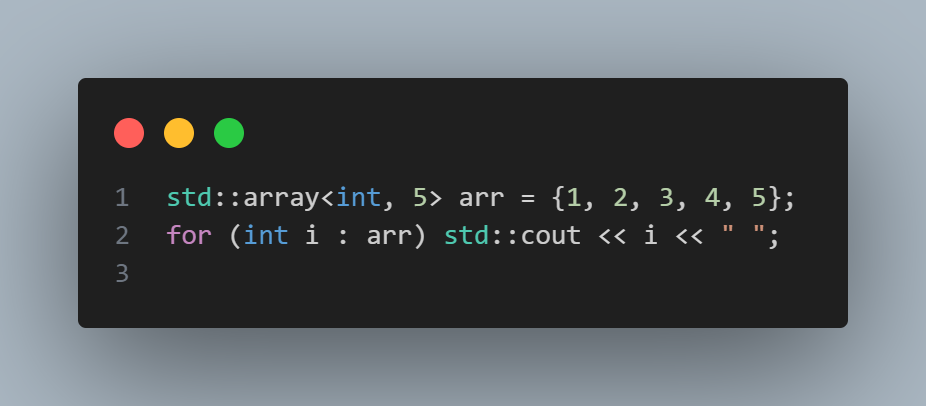 1 std::array<int, 5> arr = {1, 2, 3, 4, 5};
2 for (int i : arr) std::cout << i << " ";
3